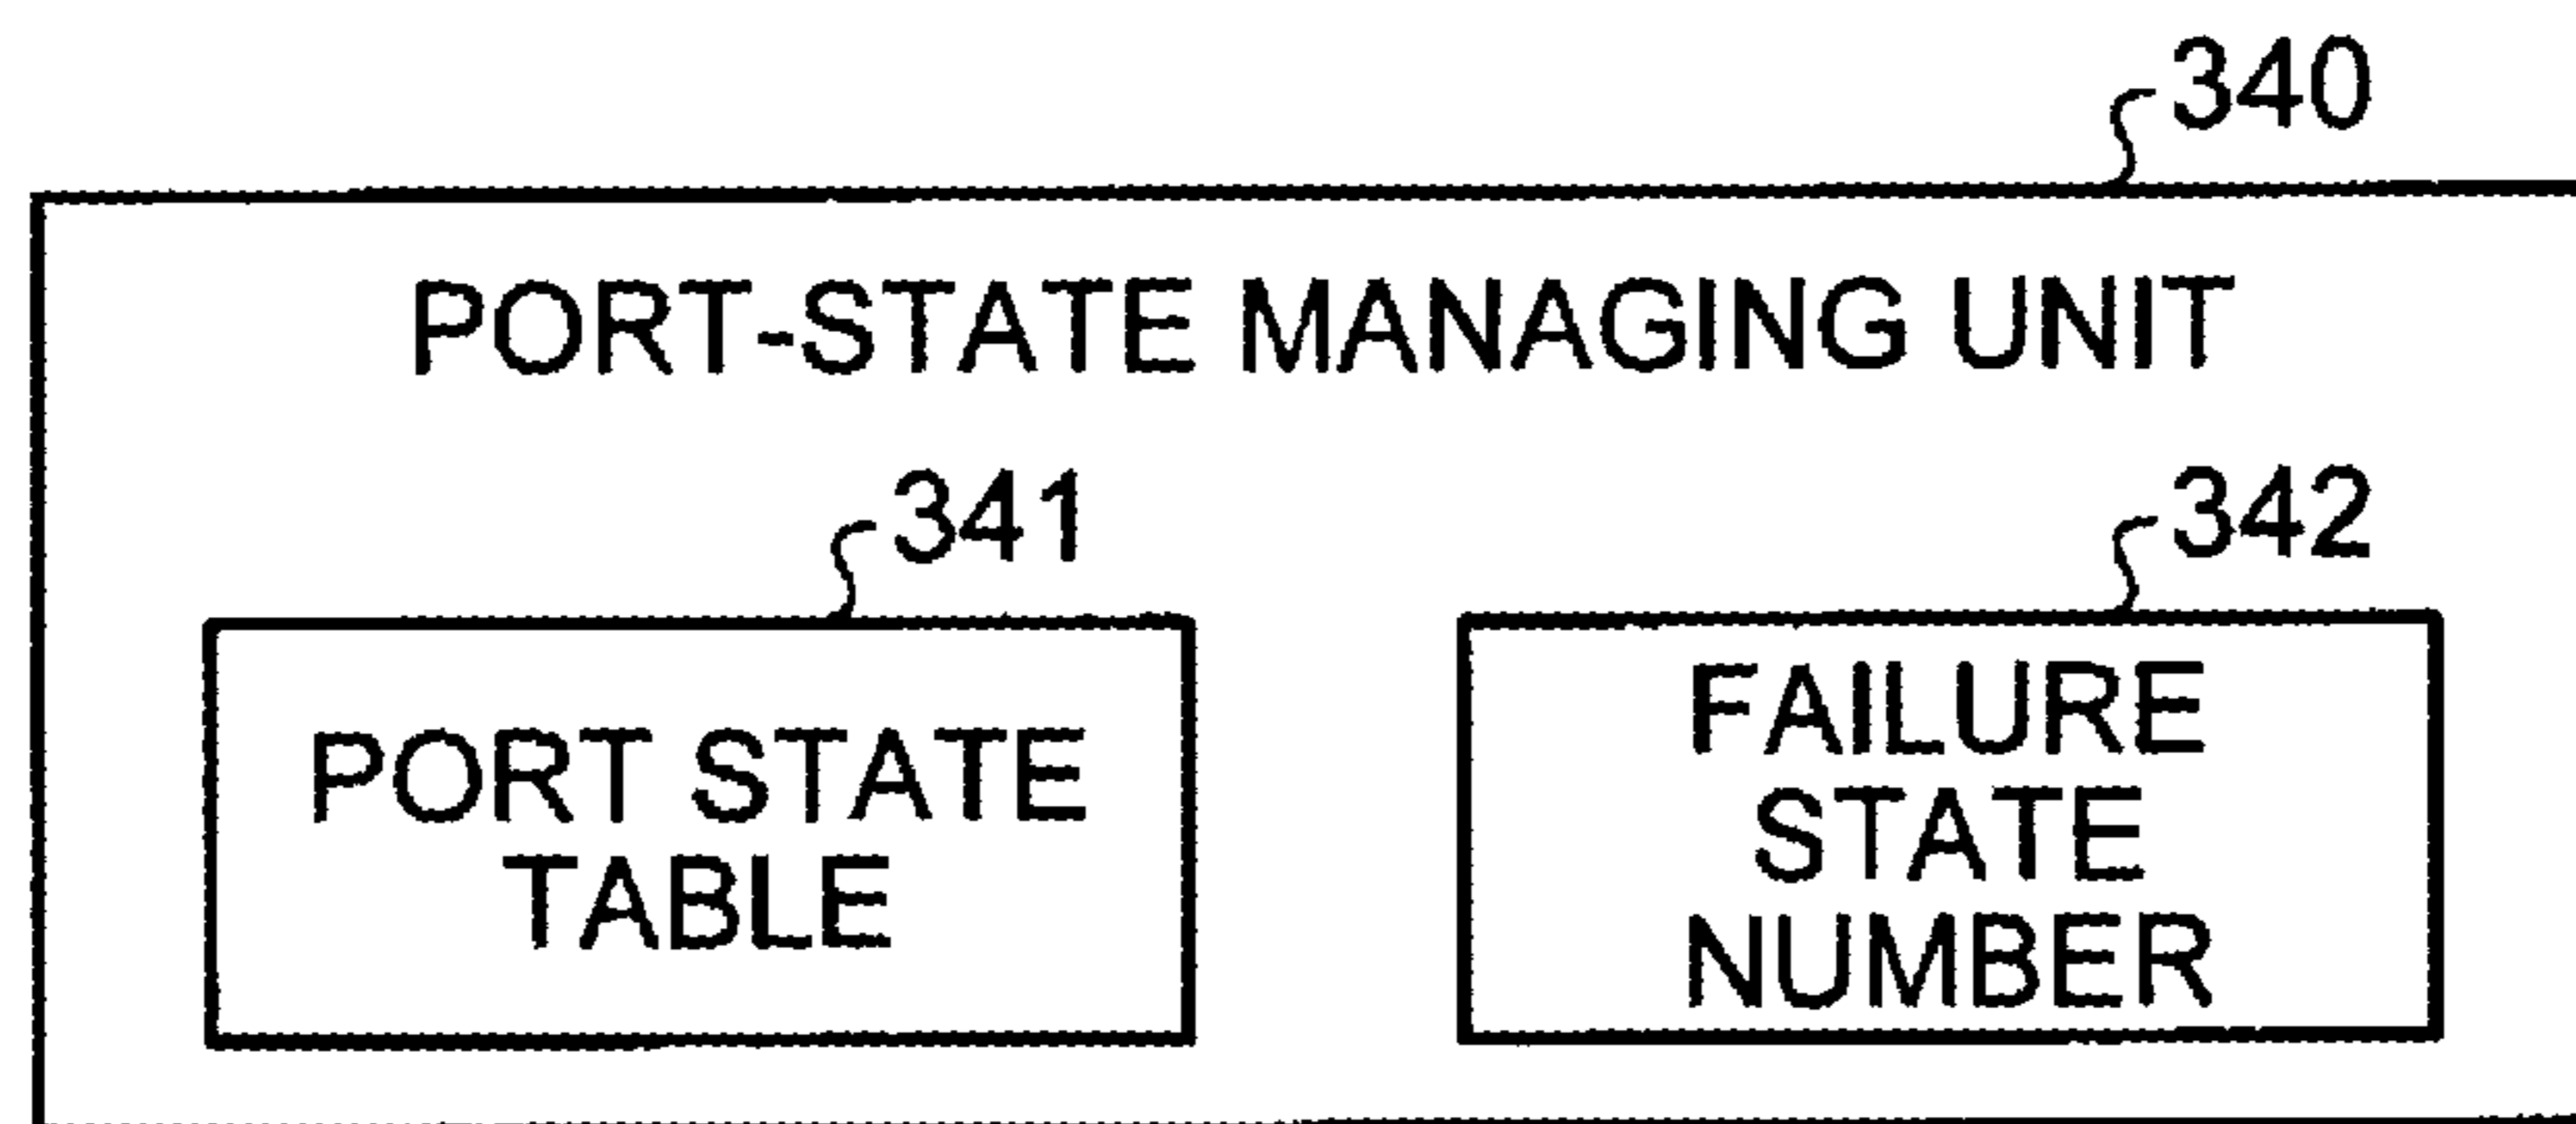 340
PORT-STATE MANAGING UNIT
341
342
PORT STATE
TABLE
FAILURE
STATE
NUMBER